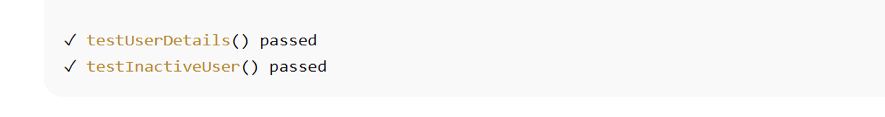 ✓ testUserDetails() passed
✓ testInactiveUser() passed